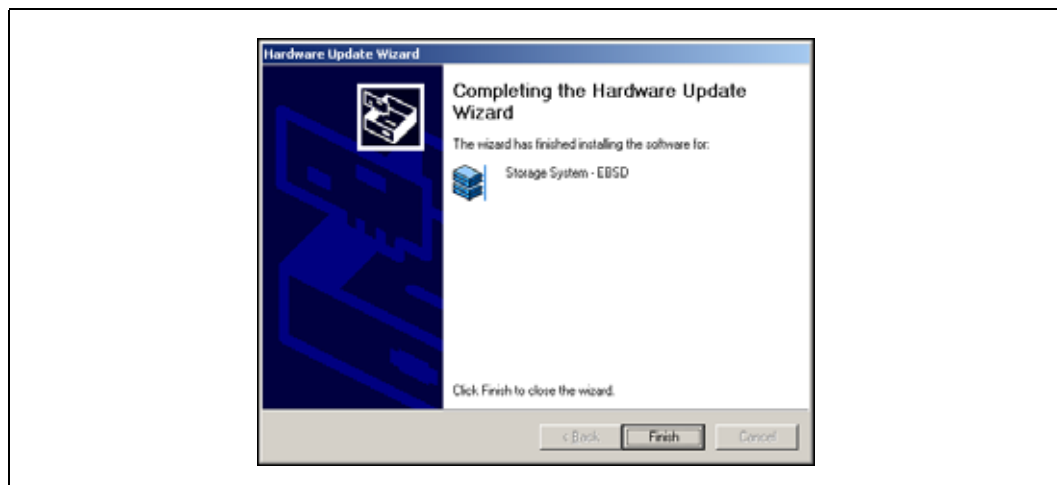 Hardware Update Wizard
Completing the Hardware Update
Wizard
The wizard has finished installing the software for:
Storage System - EBSD
Click Finish to close the wizard.
< Back
Finish
Cancel